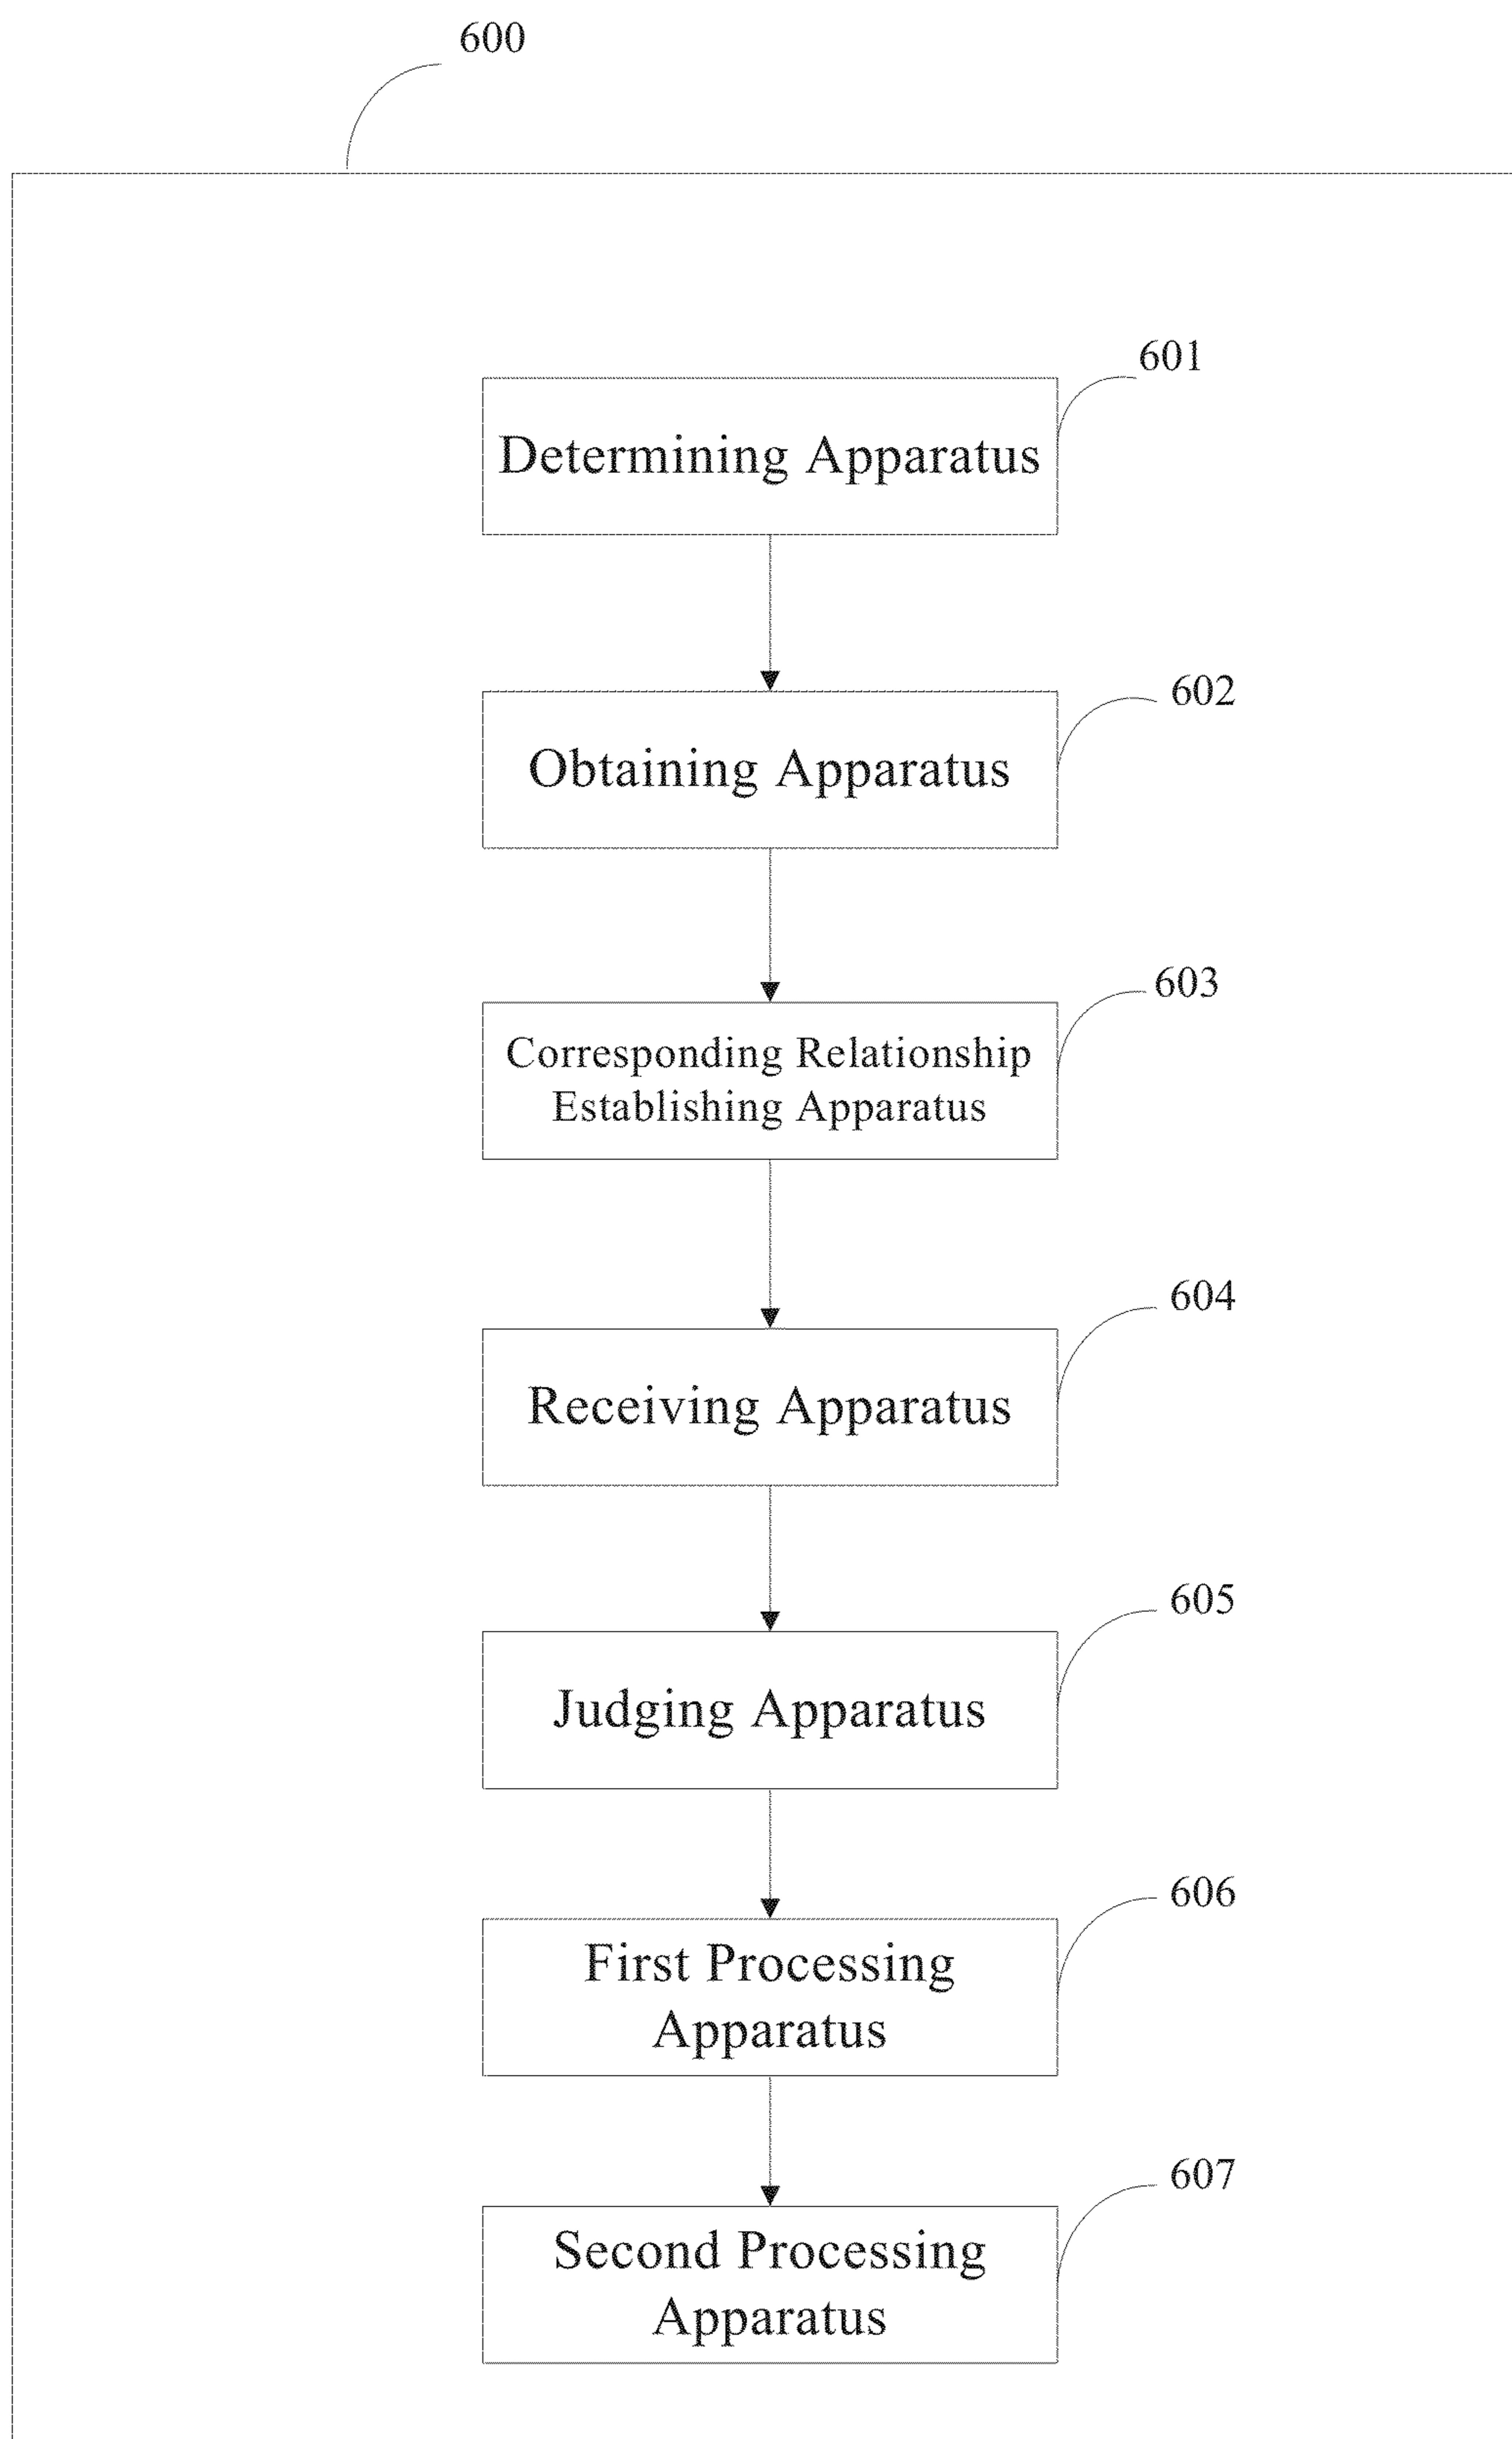 600
601
Determining Apparatus
602
Obtaining Apparatus
603
Corresponding Relationship
Establishing Apparatus
604
Receiving Apparatus
605
Judging Apparatus
606
First Processing
Apparatus
607
Second Processing
Apparatus